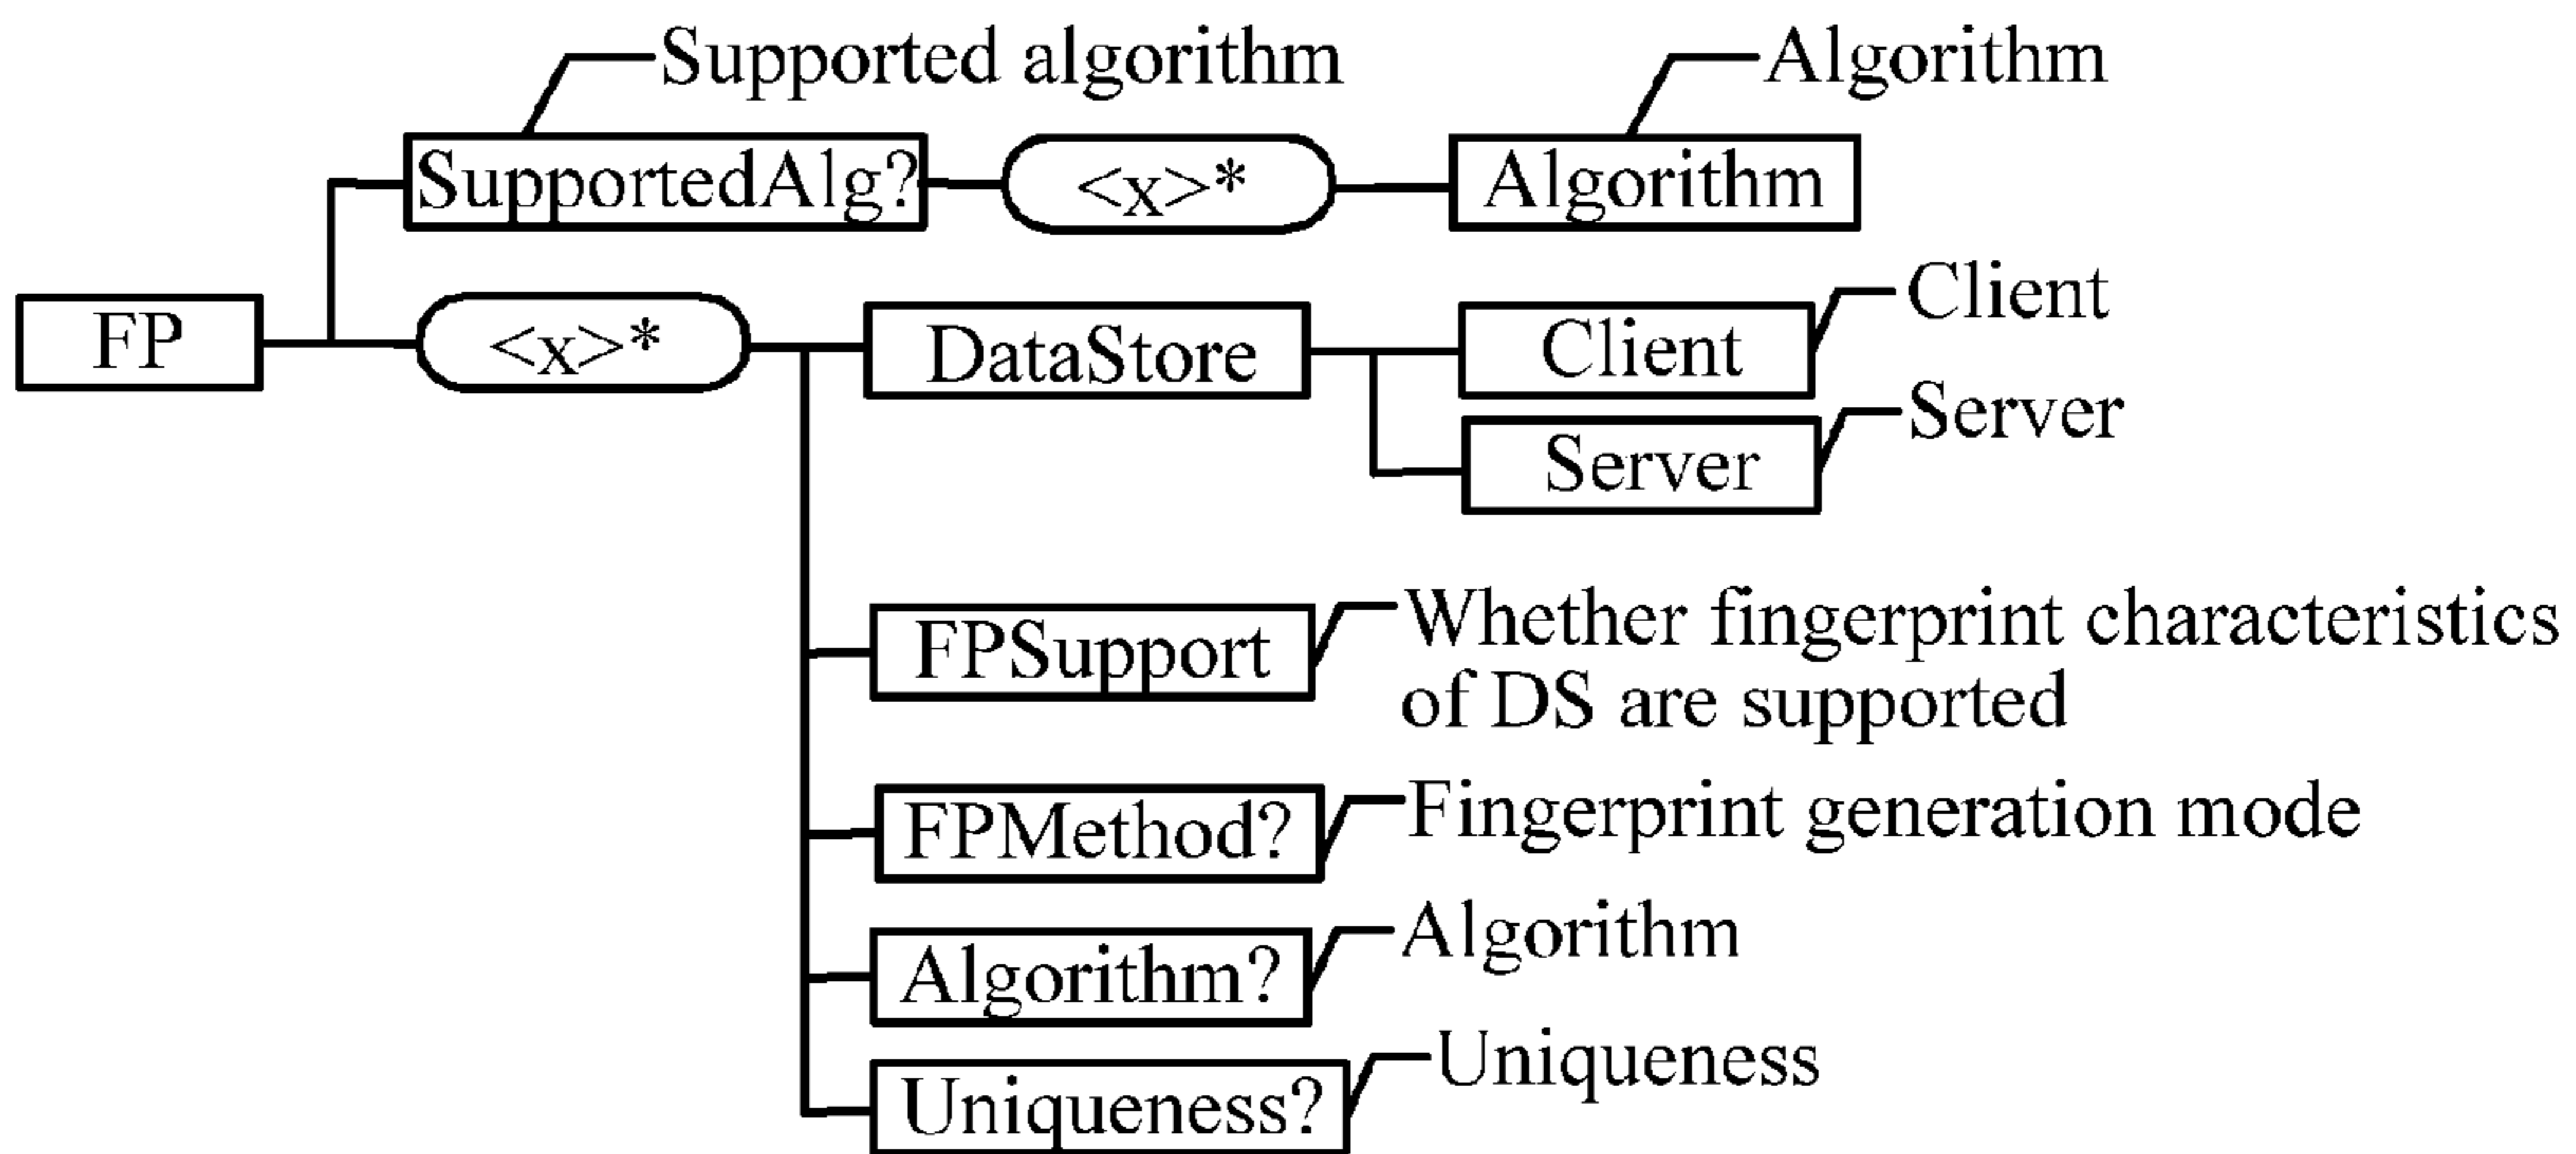 Supported algorithm
Algorithm
SupportedAlg?
<x>*
Algorithm
FP
<x>*
DataStore
Client
Client
Server
Server
FPSupport
Whether fingerprint characteristics
of DS are supported
FPMethod?
Fingerprint generation mode
Algorithm?
Algorithm
Uniqueness?
Uniqueness